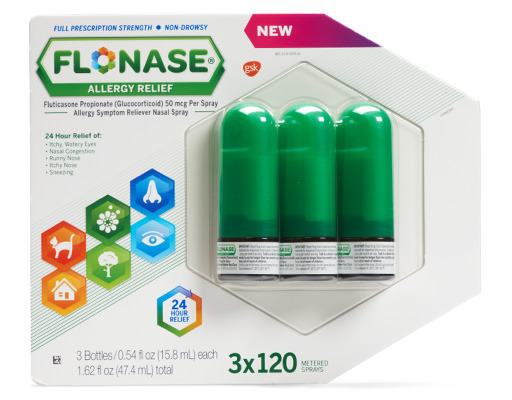 FULL PRESCRIPTION STRENGTH • NON-DROWSY
NEW
FLONASE®
ALLERGY RELIEF
gsk
Fluticasone Propionate (Glucocorticoid) 50 mcg Per Spray
Allergy Symptom Reliever Nasal Spray
24 Hour Relief of:
• Itchy, Watery Eyes
• Nasal Congestion
• Runny Nose
• Itchy Nose
• Sneezing
FLONASE
FLONASE
FLONASE
24
HOUR
RELIEF
3 Bottles/0.54 fl oz (15.8 mL) each
1.62 fl oz (47.4 mL) total
3x120 METERED
SPRAYS